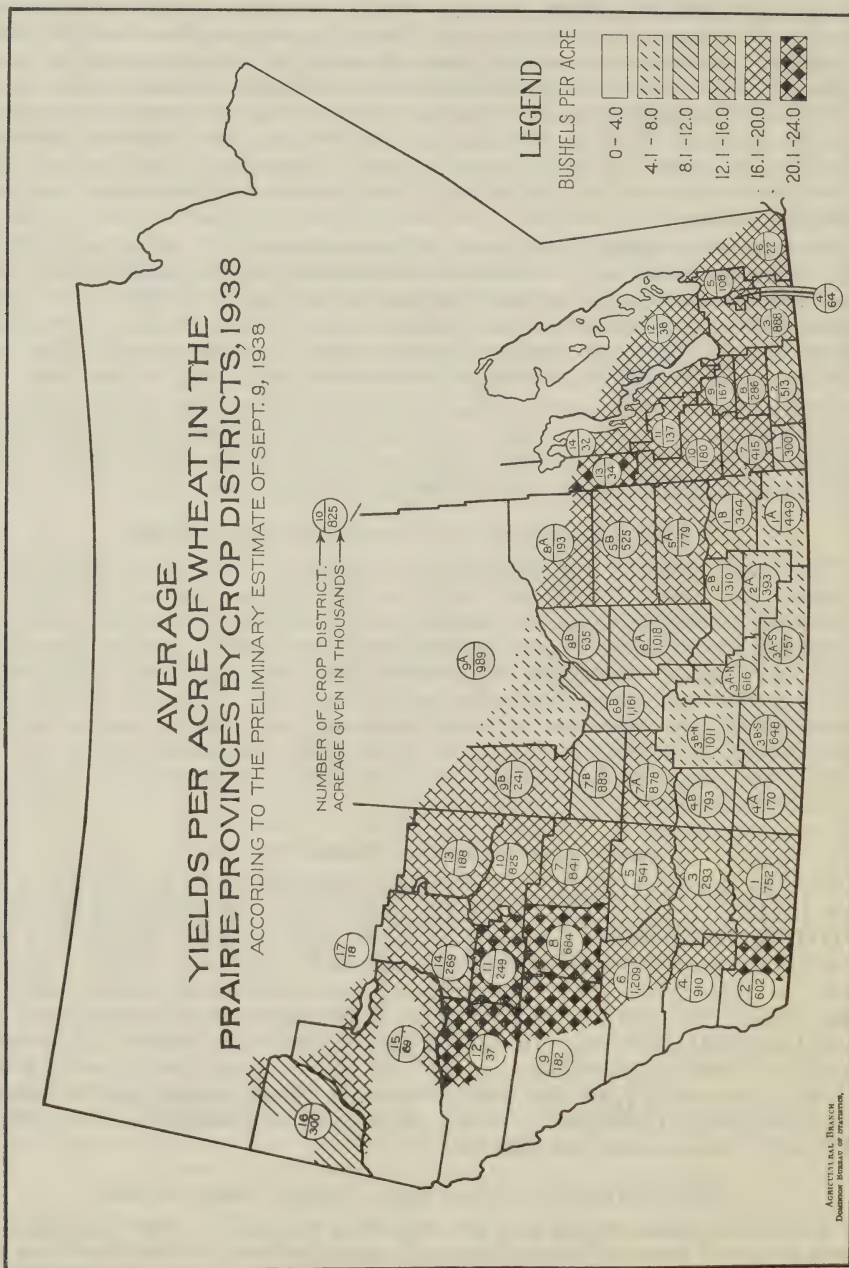 AVERAGE
YIELDS PER ACRE OF WHEAT IN THE
PRAIRIE PROVINCES BY CROP DISTRICTS, 1938
ACCORDING TO THE PRELIMINARY ESTIMATE OF SEPT. 9, 1938
NUMBER OF CROP DISTRICT. 10
ACREAGE GIVEN IN THOUSANDS 825
LEGEND
BUSHELS PER ACRE
0 - 4.0
4.1 - 8.0
8.1 - 12.0
12.1 - 16.0
16.1 - 20.0
20.1 - 24.0
16
300
17
18
15
69
14
269
13
188
12
37
11
249
10
825
9
182
8
684
7
841
6
1,209
5
541
4
910
3
293
2
602
1
752
9A
989
9B
241
8A
193
8B
635
7B
883
7A
878
6B
1,161
6A
1,018
5B
525
5A
779
4B
793
4A
170
3B-N
1011
3B-S
648
3A-N
616
3A-S
757
2B
1310
2A
393
1B
344
1A
449
14
32
13
34
12
38
11
137
10
180
9
167
8
286
7
415
6
22
5
108
4
64
3
888
2
513
1
300
AGRICULTURAL BRANCH
DOMINION BUREAU OF STATISTICS,